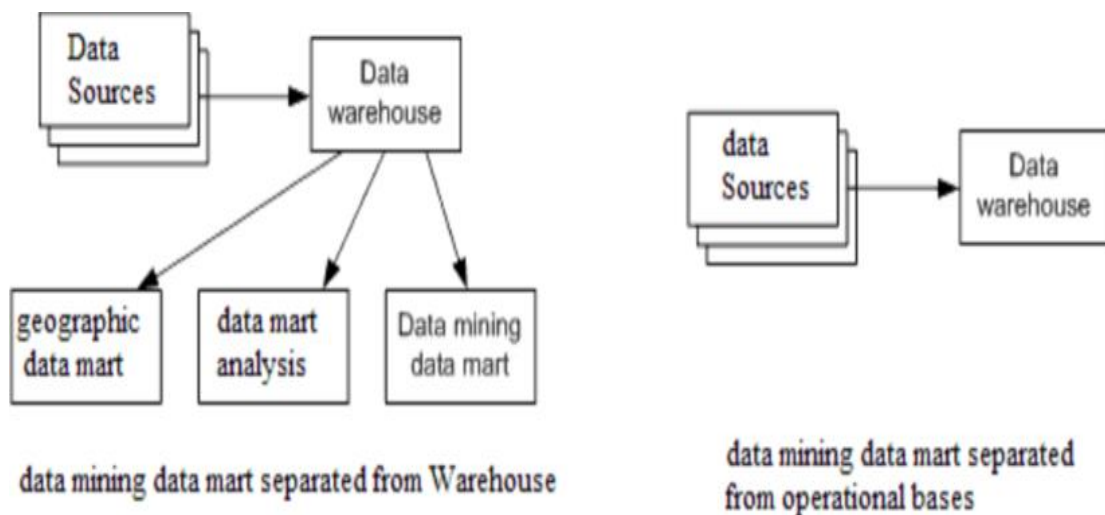 Data
Sources
Data
warehouse
geographic
data mart
data mart
analysis
Data mining
data mart
data mining data mart separated from Warehouse
data
Sources
Data
warehouse
data mining data mart separated
from operational bases